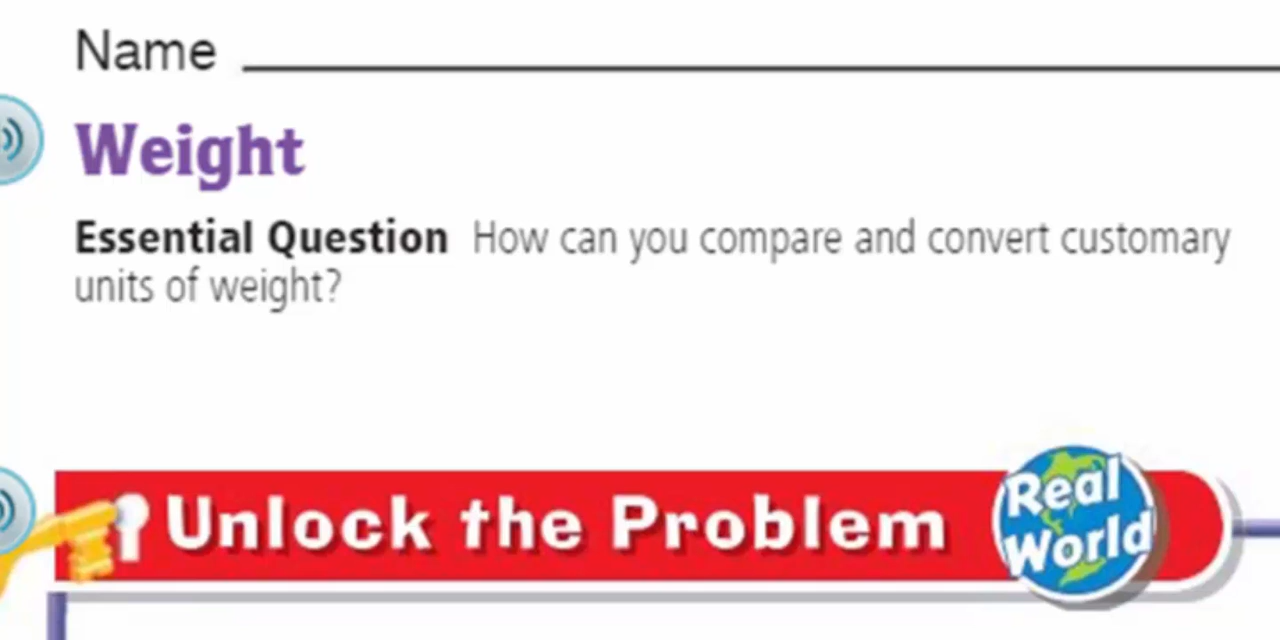 Name
Weight
Essential Question How can you compare and convert customary
units of weight?
Unlock the Problem
Real
World